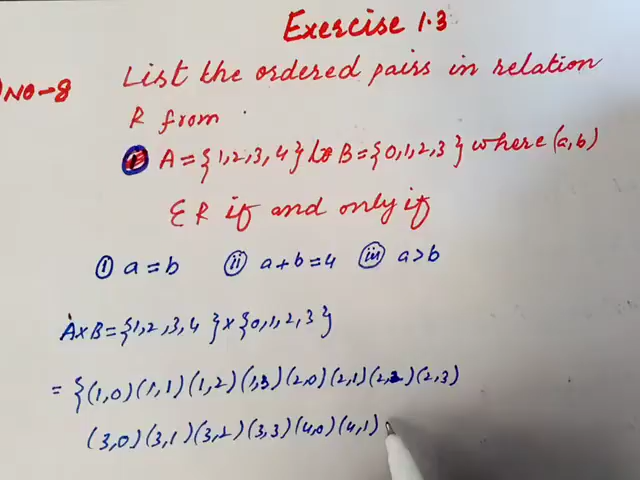 Exercise 1.3
NO-8 List the ordered pairs in relation
R from
A = {1,2,3,4} to B = {0,1,2,3} where (a,b)
ER if and only if
(i) a = b (ii) a+b=4 (iii) a>b
A×B = {1,2,3,4} × {0,1,2,3}
= {(1,0)(1,1)(1,2)(1,3)(2,0)(2,1)(2,2)(2,3)
(3,0)(3,1)(3,2)(3,3)(4,0)(4,1)